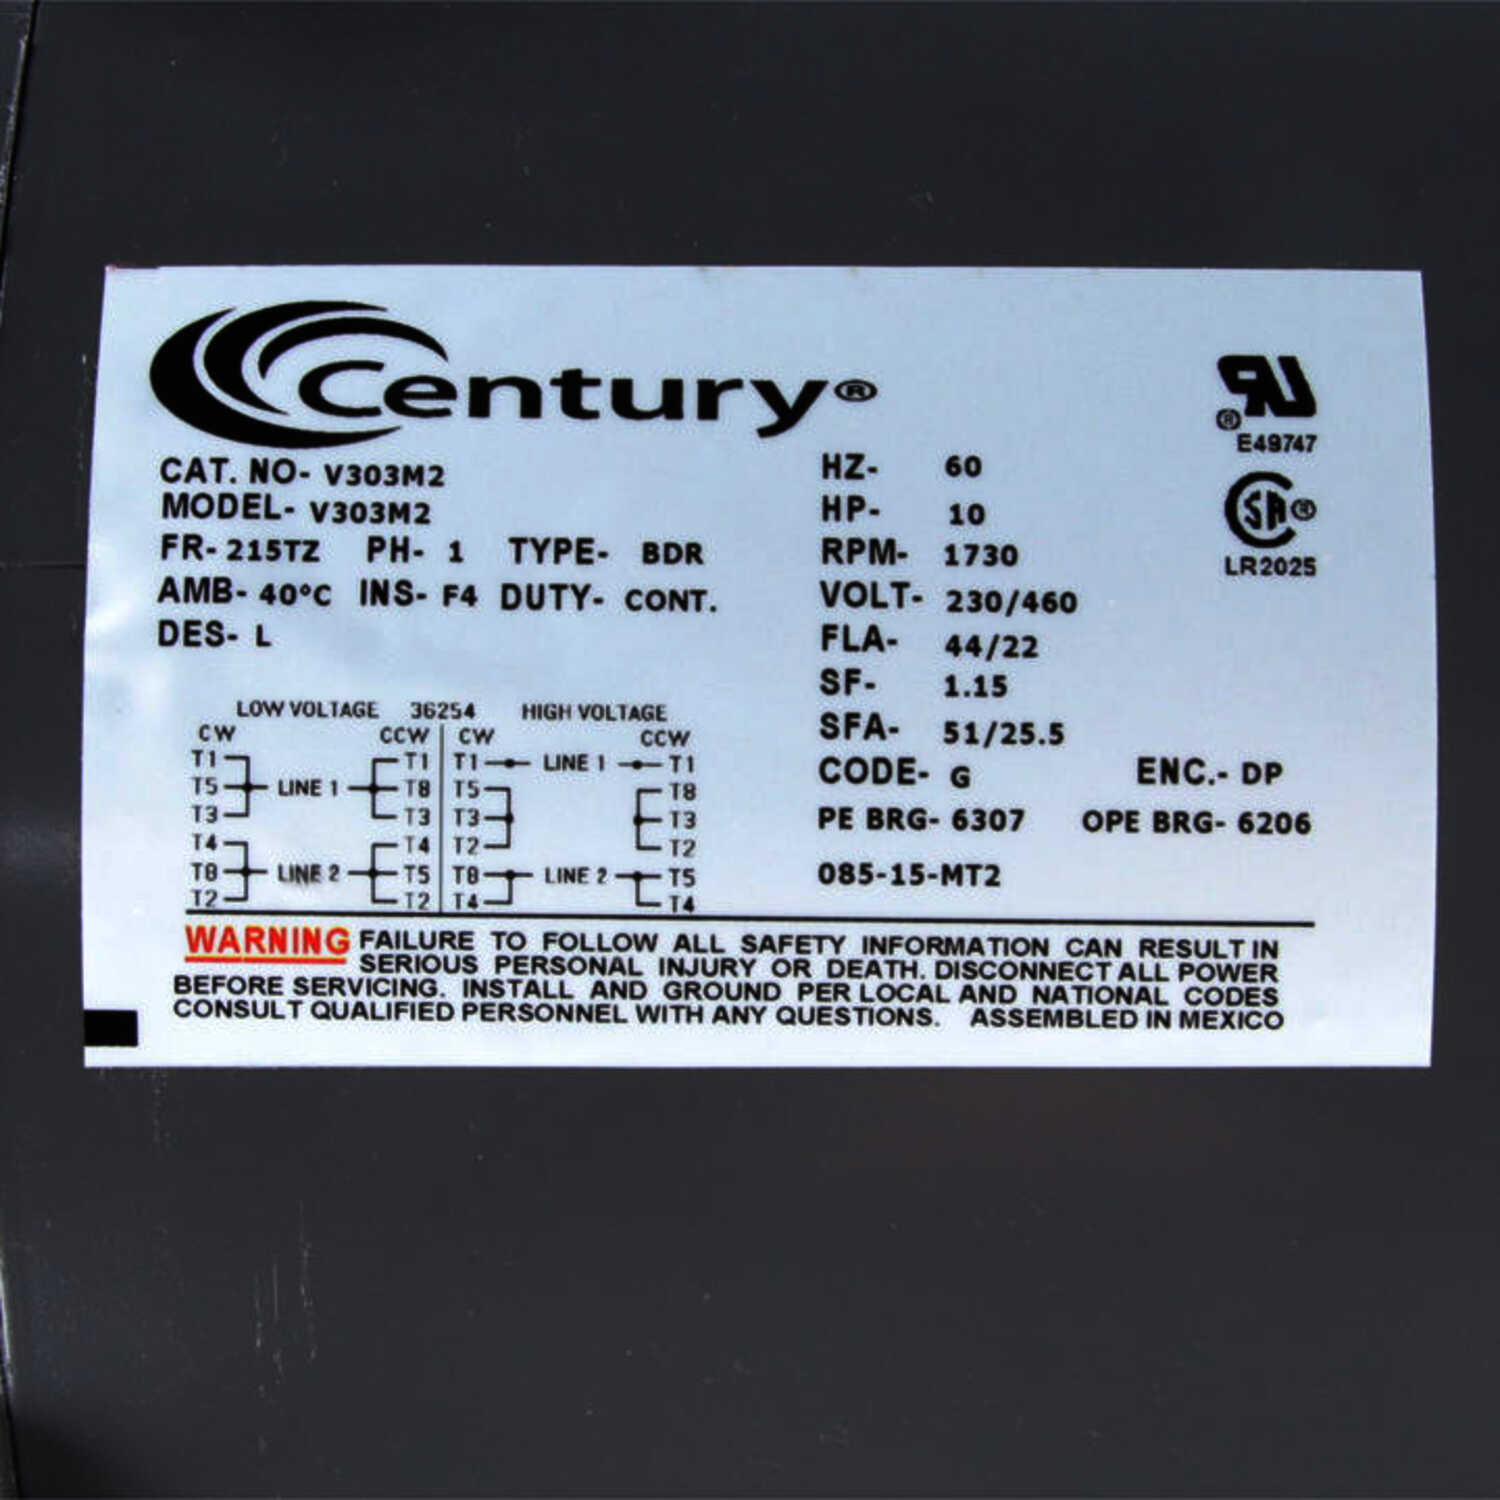 Century®
CAT. NO- V303M2
MODEL- V303M2
FR- 215TZ PH- 1 TYPE- BDR
AMB- 40°C INS- F4 DUTY- CONT.
DES- L
HZ- 60
HP- 10
RPM- 1730
VOLT- 230/460
FLA- 44/22
SF- 1.15
SFA- 51/25.5
CODE- G ENC.- DP
PE BRG- 6307 OPE BRG- 6206
085-15-MT2
RU®
E49747
SA®
LR2025
LOW VOLTAGE 36254 HIGH VOLTAGE
CW CCW CW CCW
T1 T1 T1 LINE 1 T1
T5 LINE 1 T8 T5 T8
T3 T3 T3 T3
T4 T4 T2 T2
T8 LINE 2 T5 T8 LINE 2 T5
T2 T2 T4 T4
WARNING FAILURE TO FOLLOW ALL SAFETY INFORMATION CAN RESULT IN
SERIOUS PERSONAL INJURY OR DEATH. DISCONNECT ALL POWER
BEFORE SERVICING. INSTALL AND GROUND PER LOCAL AND NATIONAL CODES
CONSULT QUALIFIED PERSONNEL WITH ANY QUESTIONS. ASSEMBLED IN MEXICO